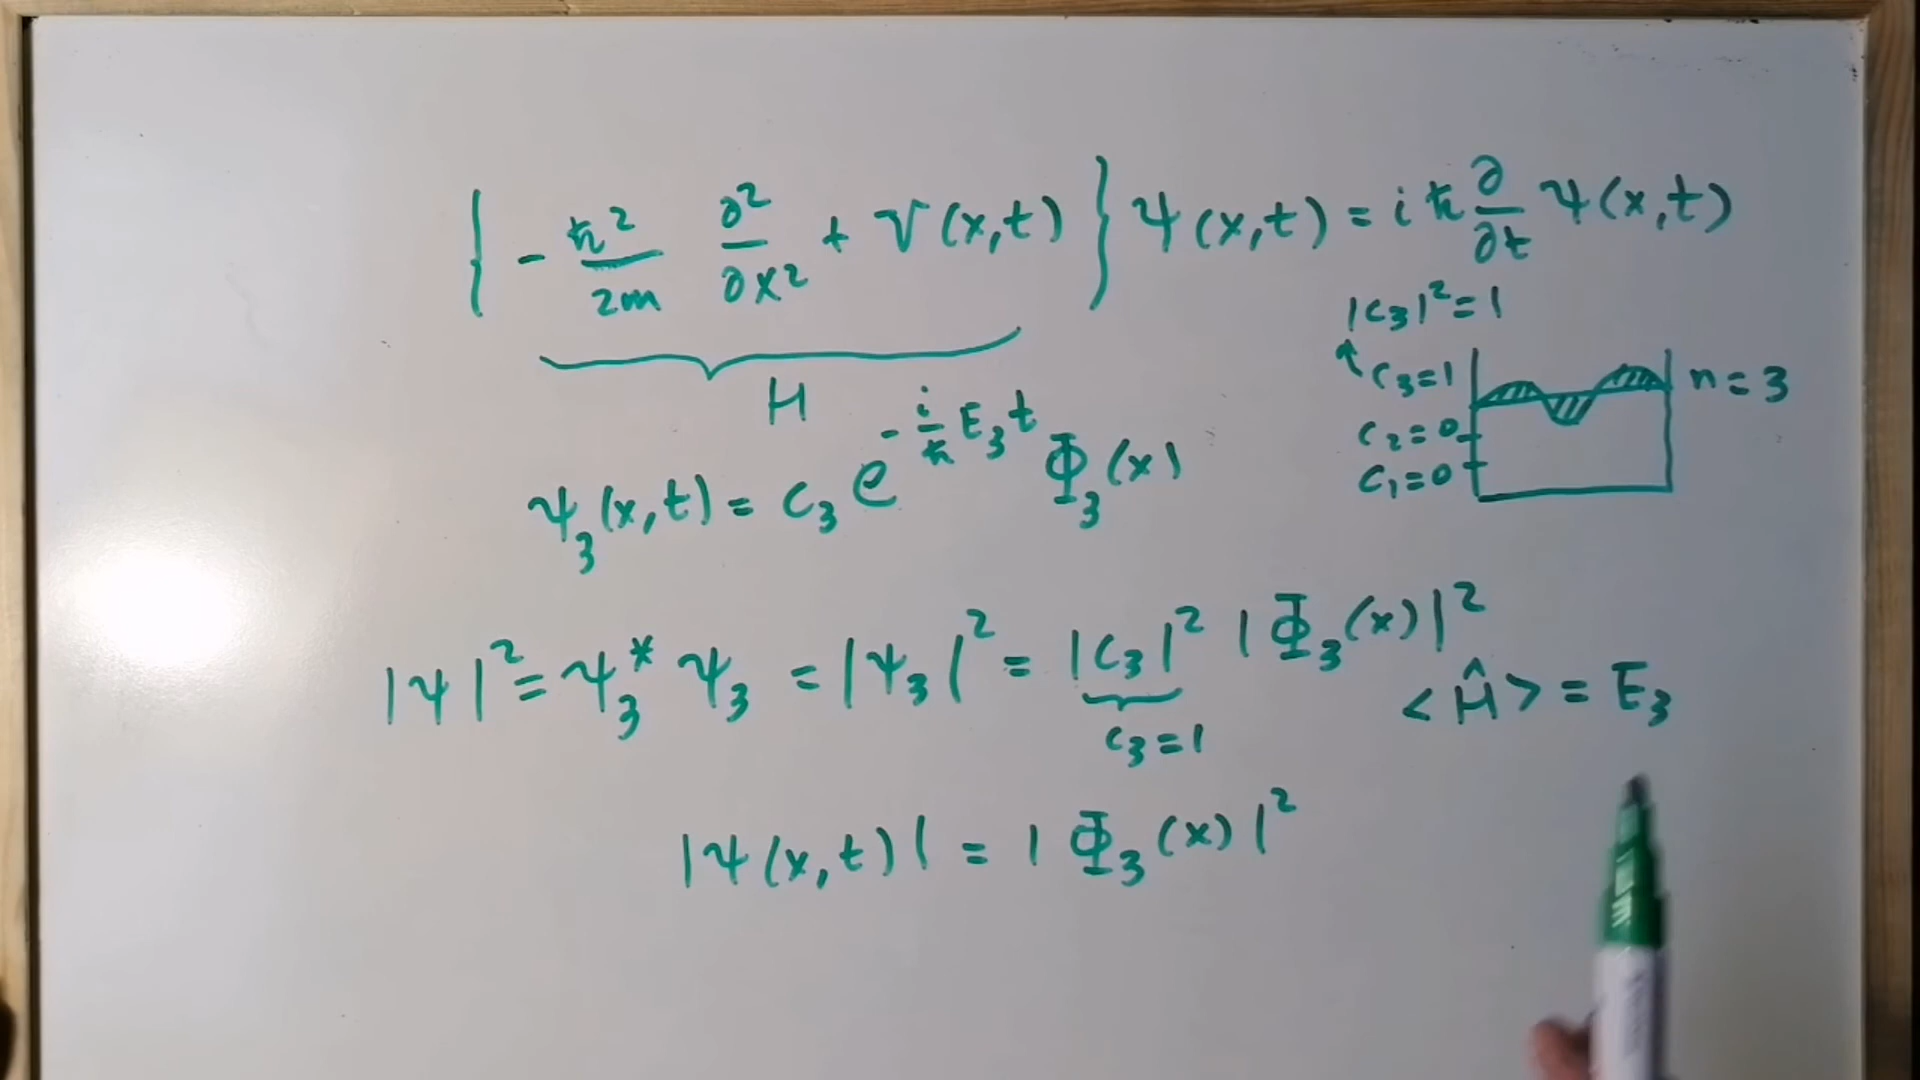 { - ℏ²/2m ∂²/∂x² + V(x,t) } Ψ(x,t) = iℏ ∂/∂t Ψ(x,t)
H
|c₃|² = 1
c₃=1
n=3
c₂=0
c₁=0
Ψ₃(x,t) = c₃ e^(-i/ℏ E₃t) Φ₃(x)
|Ψ|² = Ψ₃* Ψ₃ = |Ψ₃|² = |c₃|² |Φ₃(x)|²
c₃=1
<Ĥ> = E₃
|Ψ(x,t)| = |Φ₃(x)|²